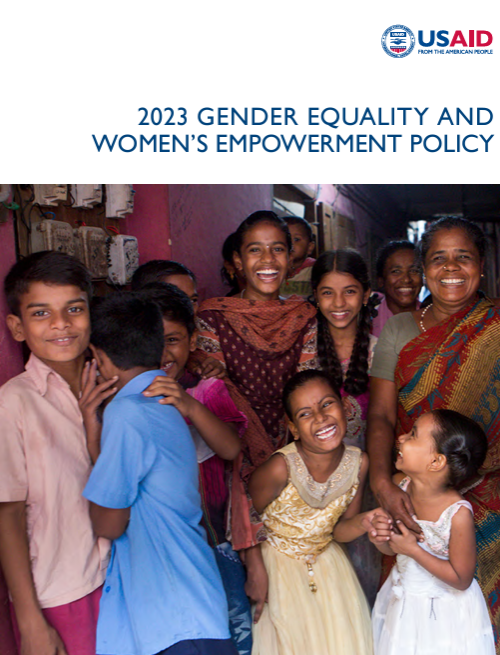 USAID
FROM THE AMERICAN PEOPLE
2023 GENDER EQUALITY AND
WOMEN'S EMPOWERMENT POLICY